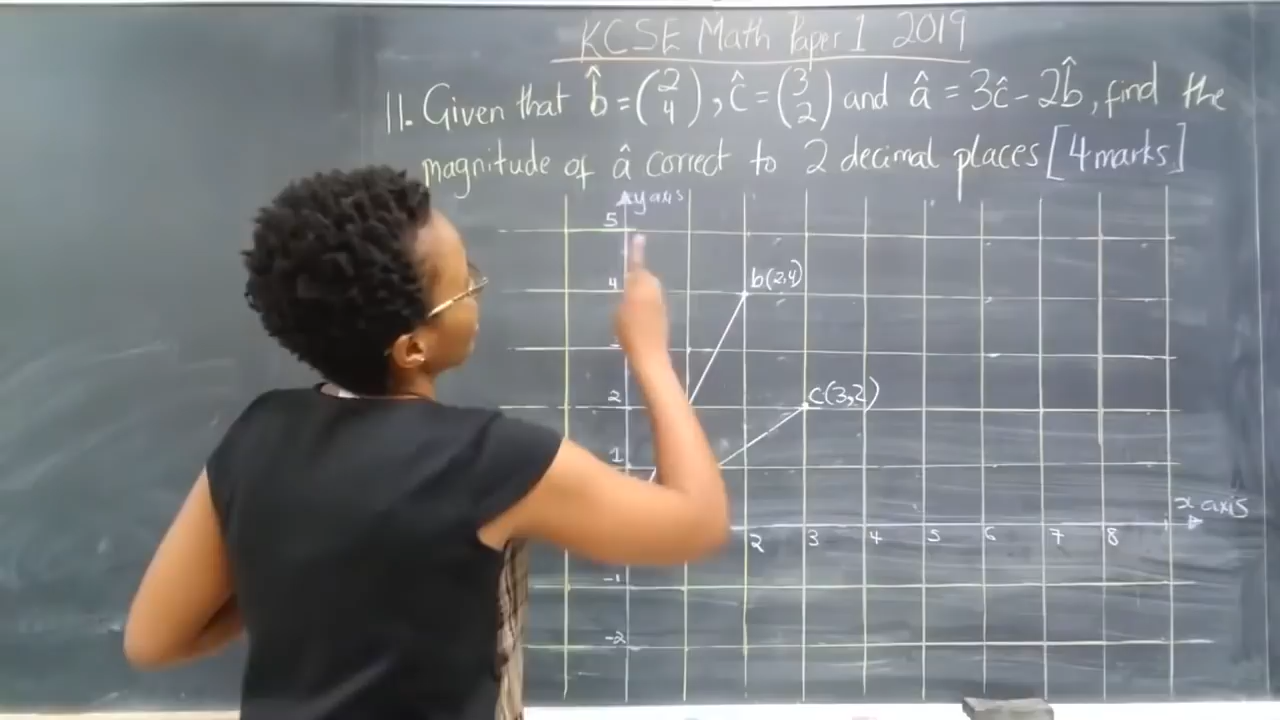 KCSE Math Paper 1 2019
11. Given that b̂ = (2 4), ĉ = (3 2) and â = 3ĉ - 2b̂, find the
magnitude of â correct to 2 decimal places [4 marks]
y axis
5
4
b(2,4)
2
c(3,2)
1
x axis
2 3 4 5 6 7 8
-1
-2